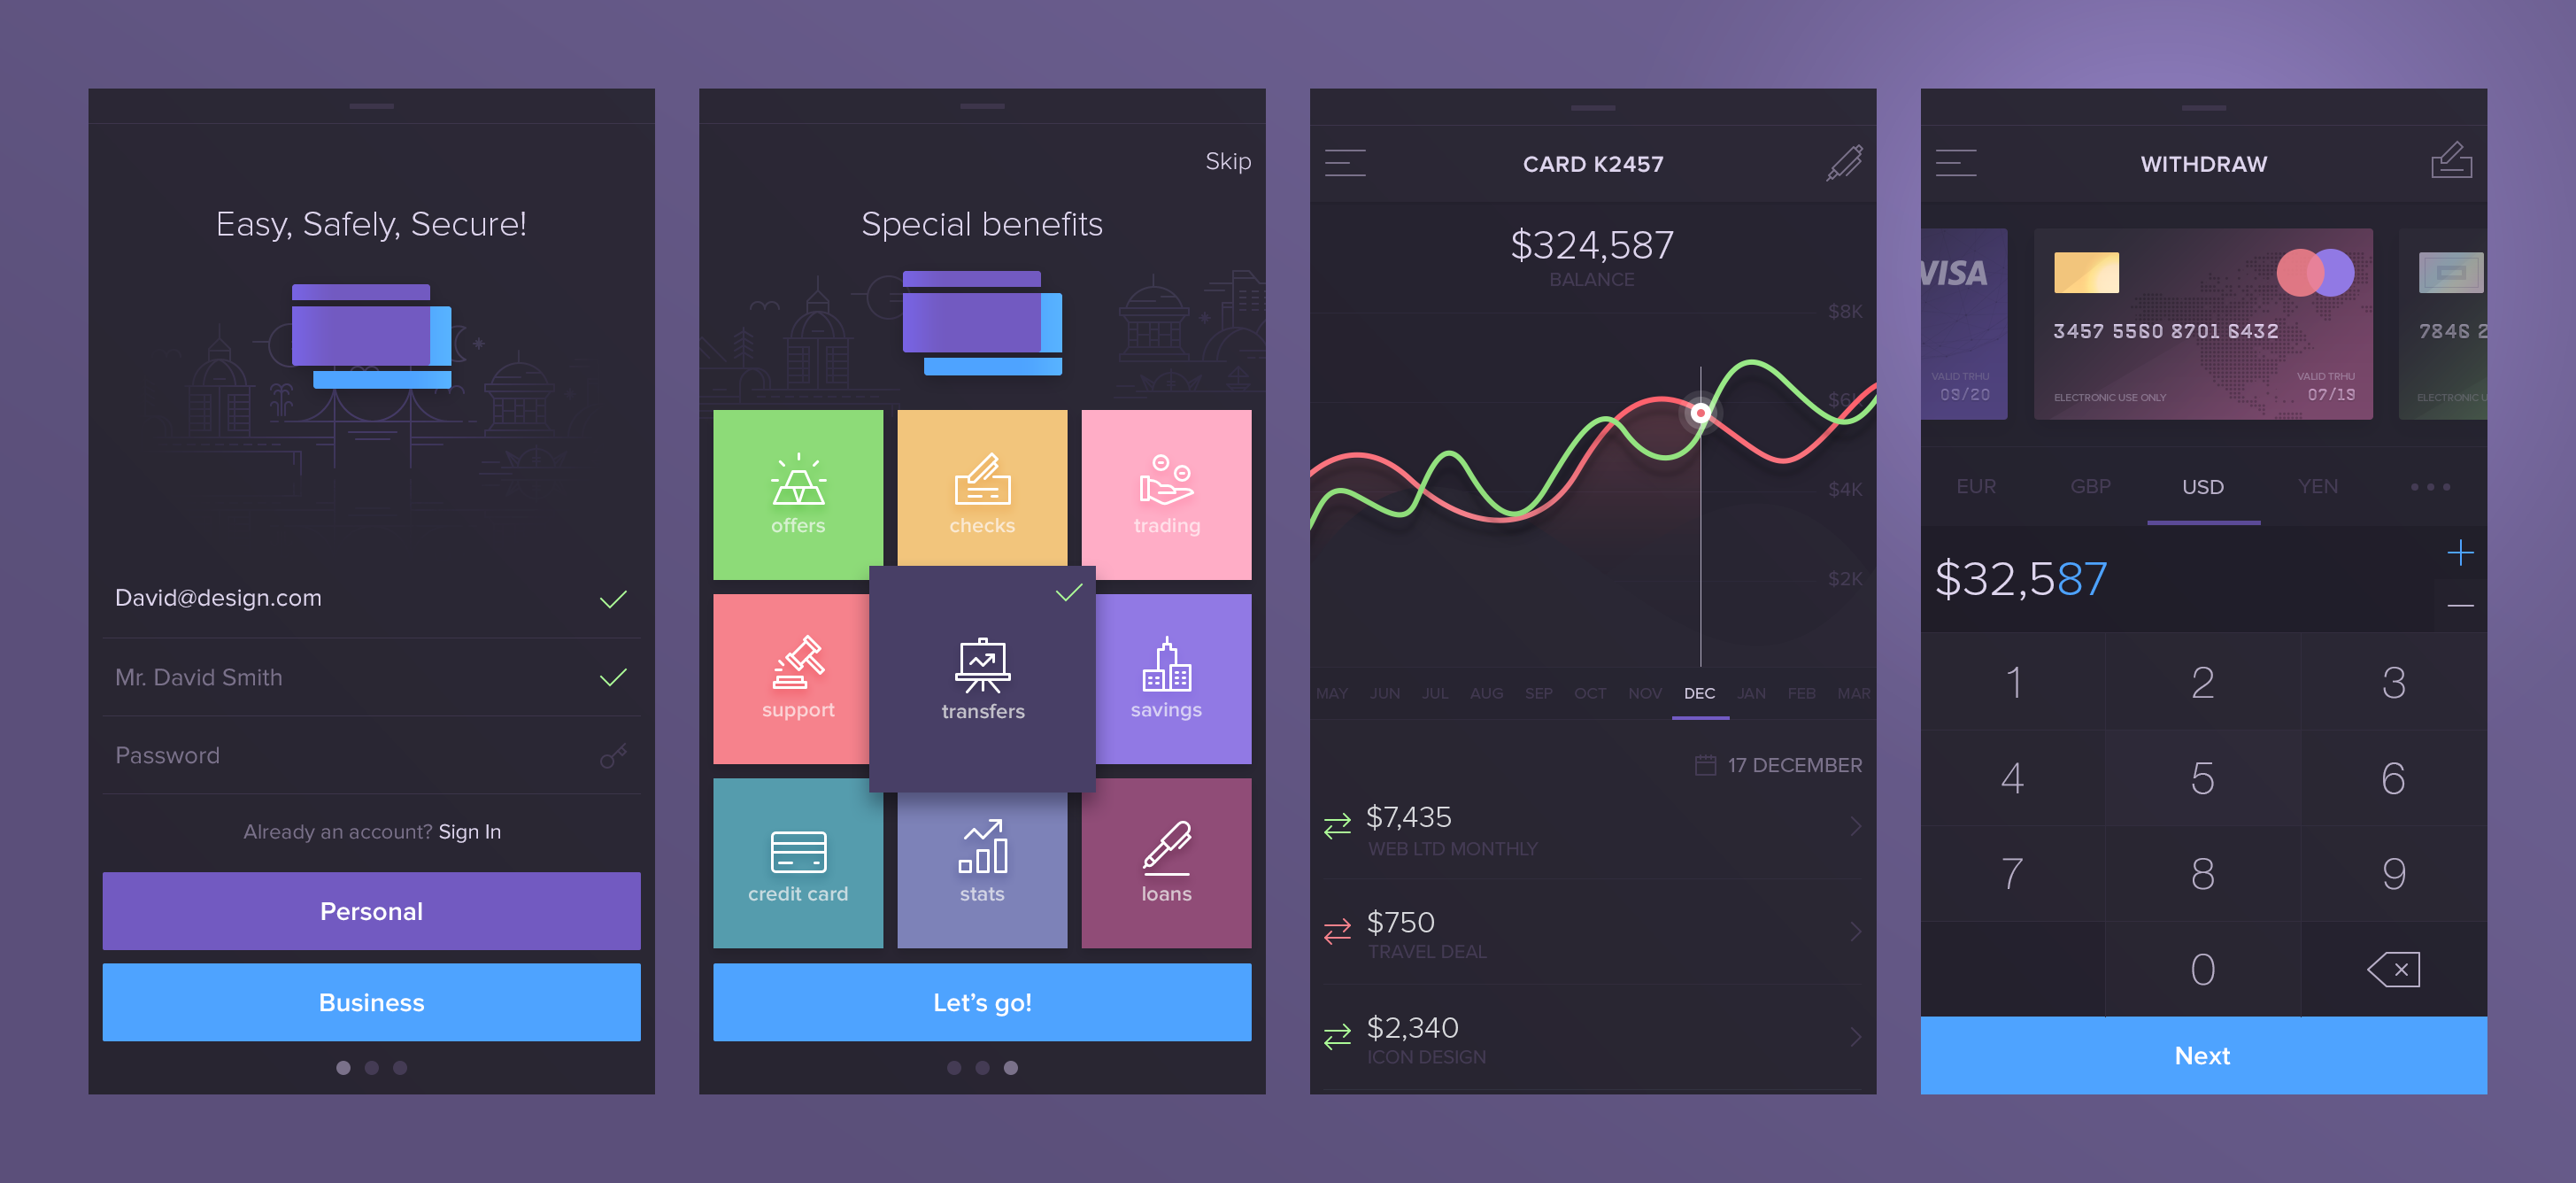 Easy, Safely, Secure!
David@design.com
Mr. David Smith
Password
Already an account? Sign In
Personal
Business
Skip
Special benefits
offers
checks
trading
support
transfers
savings
credit card
stats
loans
Let's go!
CARD K2457
$324,587
BALANCE
$8K
$6K
$4K
$2K
MAY JUN JUL AUG SEP OCT NOV DEC JAN FEB MAR
17 DECEMBER
$7,435
WEB LTD MONTHLY
$750
TRAVEL DEAL
$2,340
ICON DESIGN
WITHDRAW
VISA
VALID TRHU
09/20
3457 5560 8701 6432
VALID TRHU
ELECTRONIC USE ONLY
07/19
7846 2
ELECTRONIC U
EUR GBP USD YEN
$32,587
1 2 3
4 5 6
7 8 9
0
Next